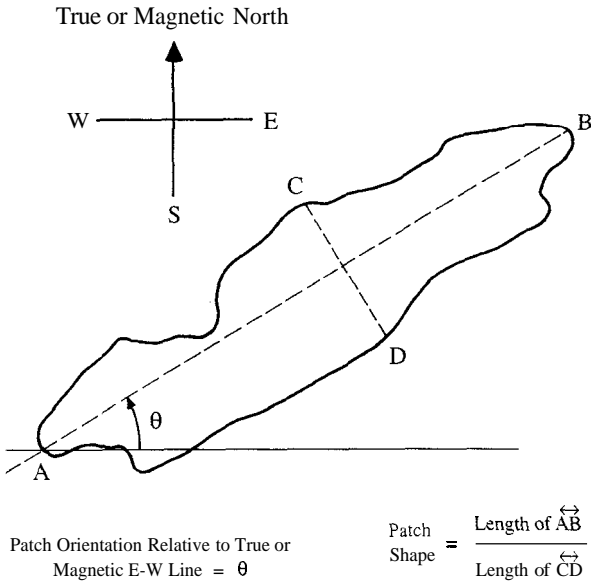 True or Magnetic North
W E
S
B
C
D
θ
A
Patch Orientation Relative to True or
Magnetic E-W Line = θ
Patch
Shape = Length of AB
Length of CD